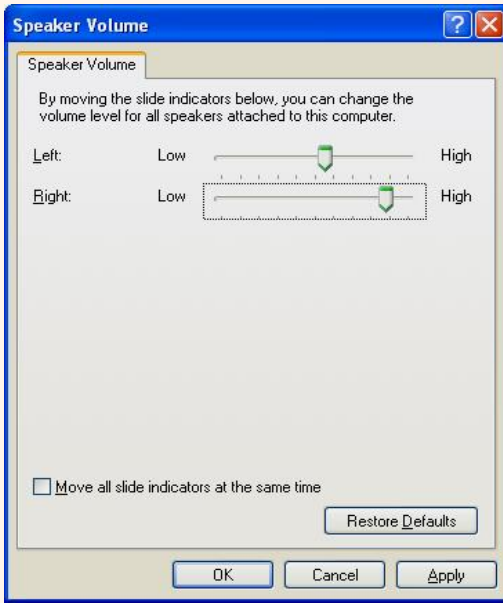 Speaker Volume
Speaker Volume
By moving the slide indicators below, you can change the
volume level for all speakers attached to this computer.
Left: Low High
Right: Low High
Move all slide indicators at the same time
Restore Defaults
OK Cancel Apply